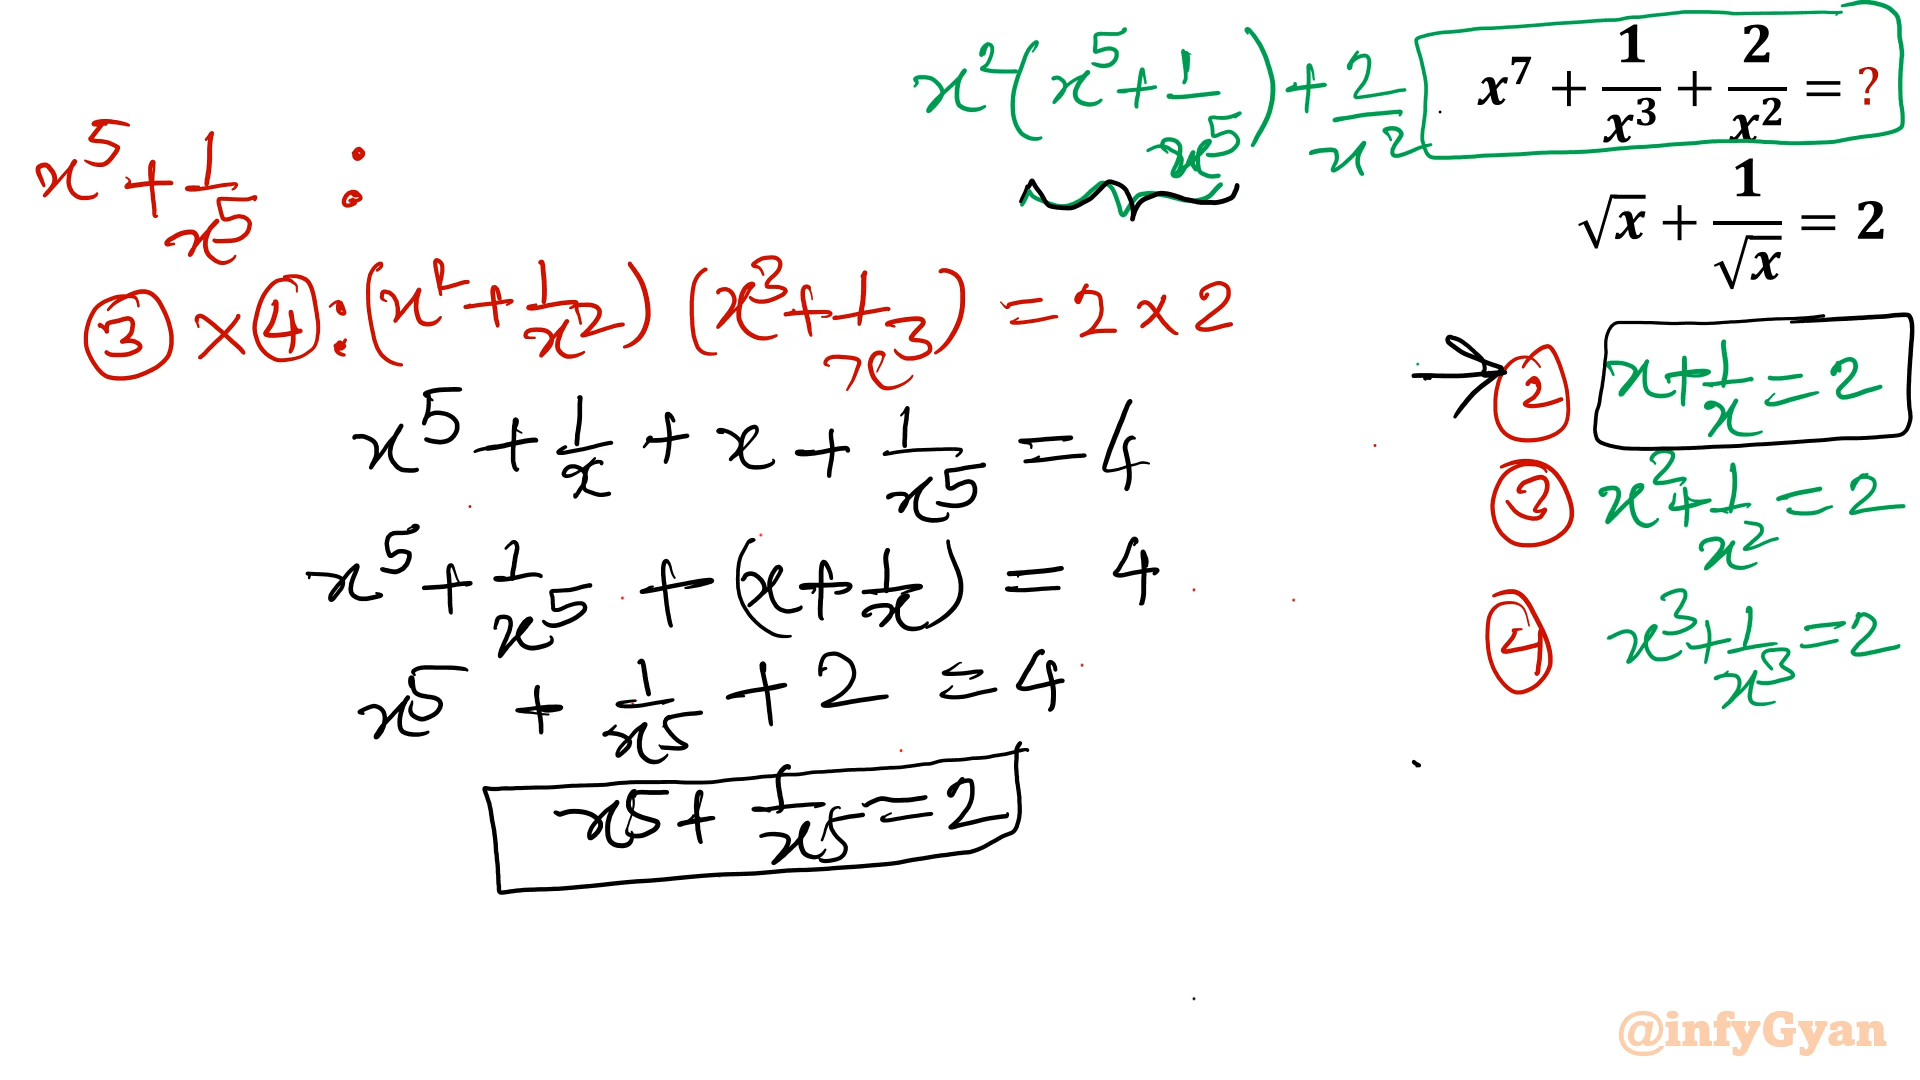 x²(x⁵ + 1/x⁵) + 2/x²
x⁷ + 1/x³ + 2/x² = ?
√x + 1/√x = 2
x⁵ + 1/x⁵ :
③ × ④ : (x² + 1/x²) (x³ + 1/x³) = 2 × 2
x⁵ + 1/x + x + 1/x⁵ = 4
x⁵ + 1/x⁵ + (x + 1/x) = 4
x⁵ + 1/x⁵ + 2 = 4
x⁵ + 1/x⁵ = 2
② x + 1/x = 2
③ x² + 1/x² = 2
④ x³ + 1/x³ = 2
@infyGyan